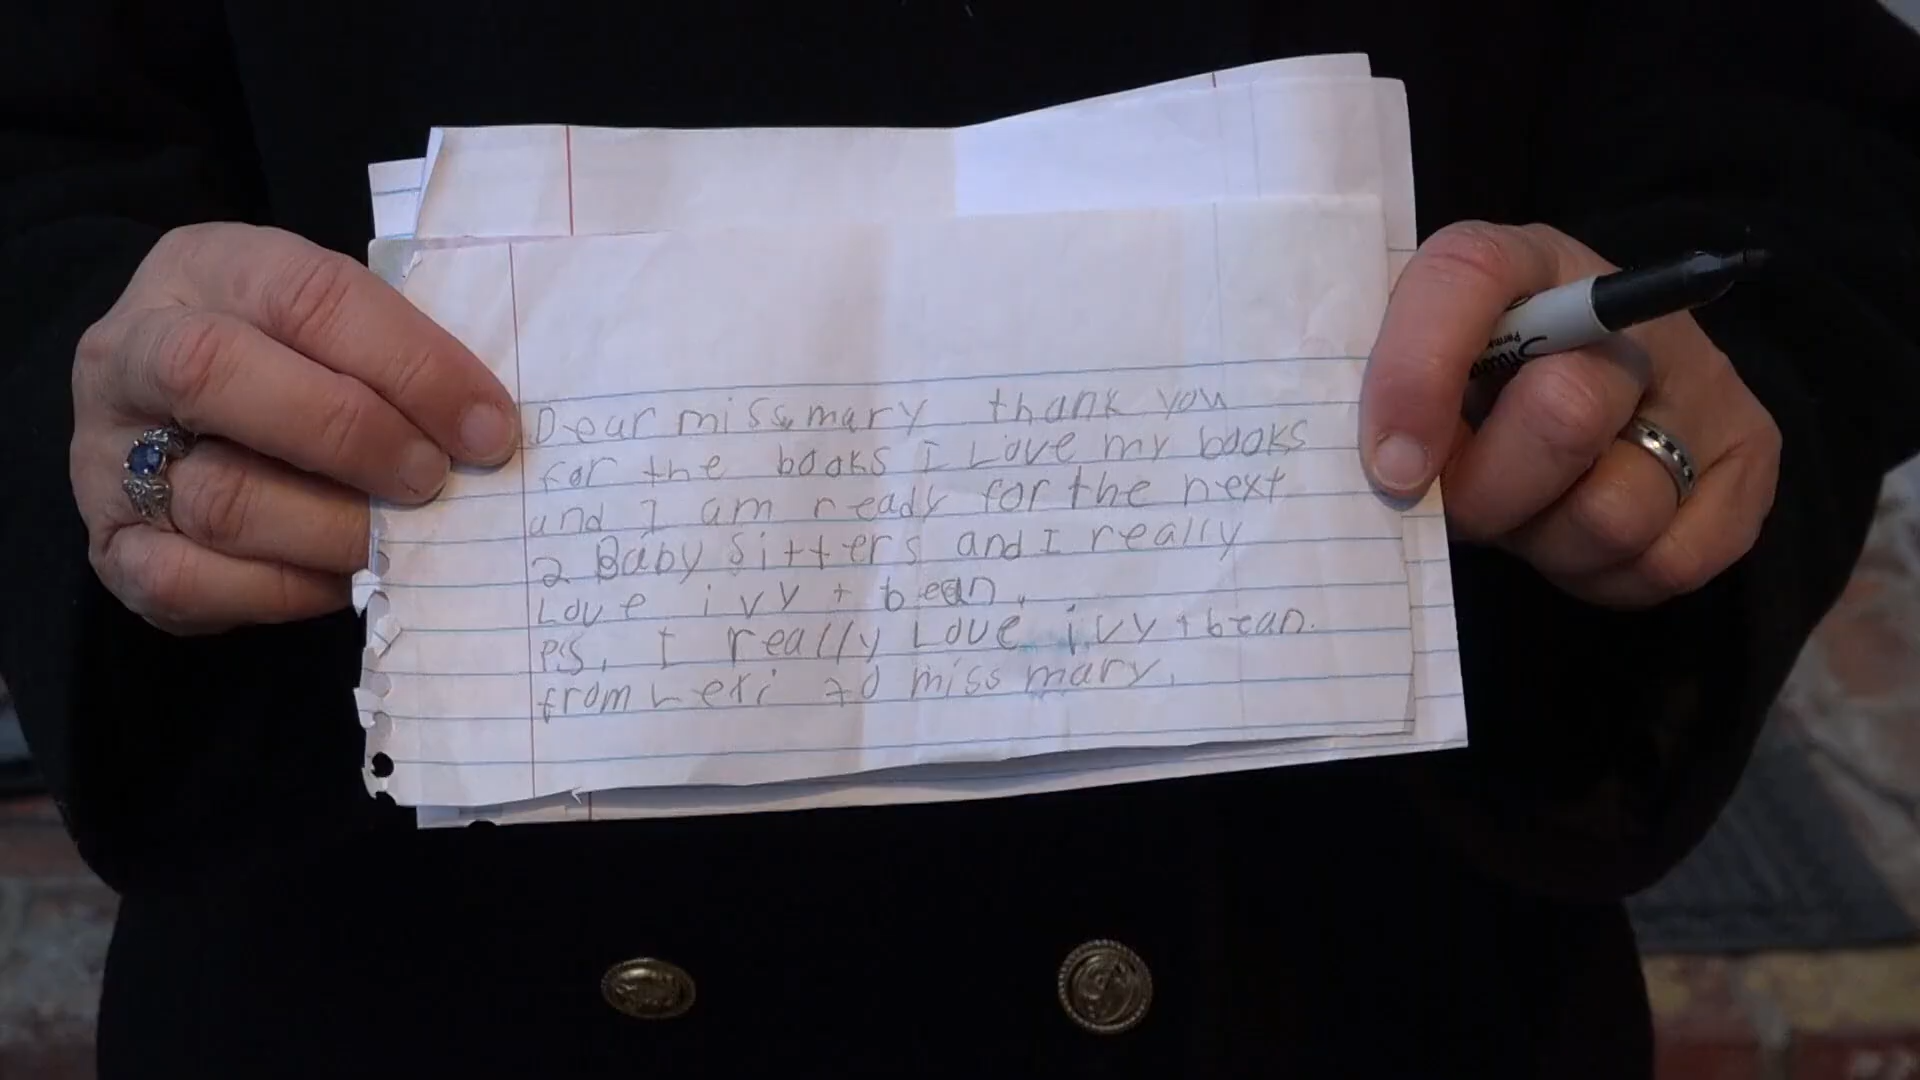 Dear miss mary thank you
for the books I Love my books
and I am ready for the next
2 Baby Sitters and I really
Love ivy + bean.
P.S. I really Love ivy + bean.
from Lexi to miss mary.